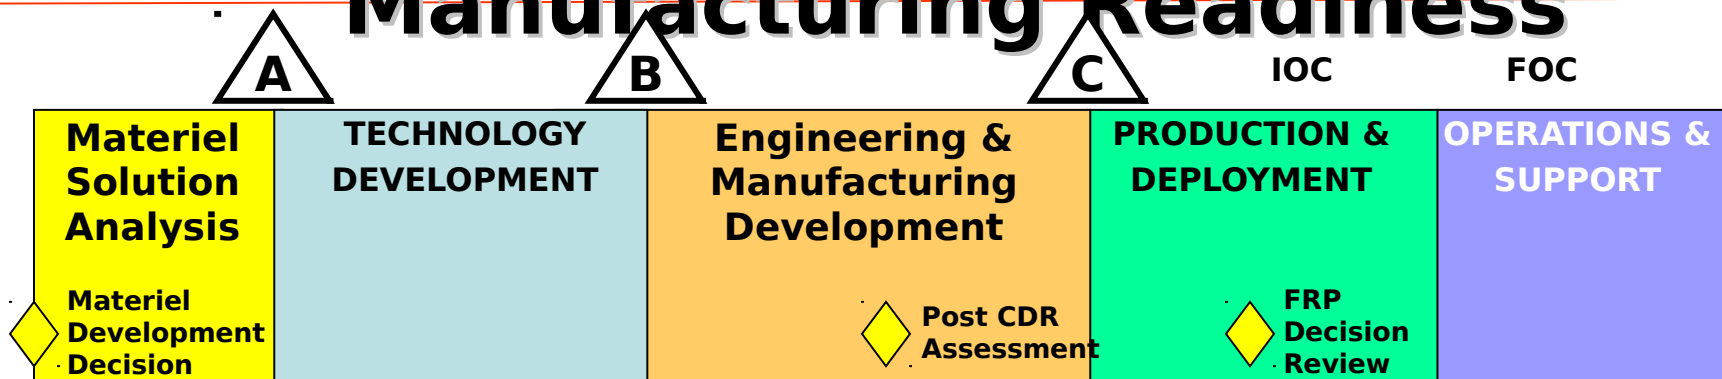 Manufacturing Readiness
A
B
C
IOC
FOC
Materiel
Solution
Analysis
TECHNOLOGY
DEVELOPMENT
Engineering &
Manufacturing
Development
PRODUCTION &
DEPLOYMENT
OPERATIONS &
SUPPORT
Materiel
Development
Decision
Post CDR
Assessment
FRP
Decision
Review